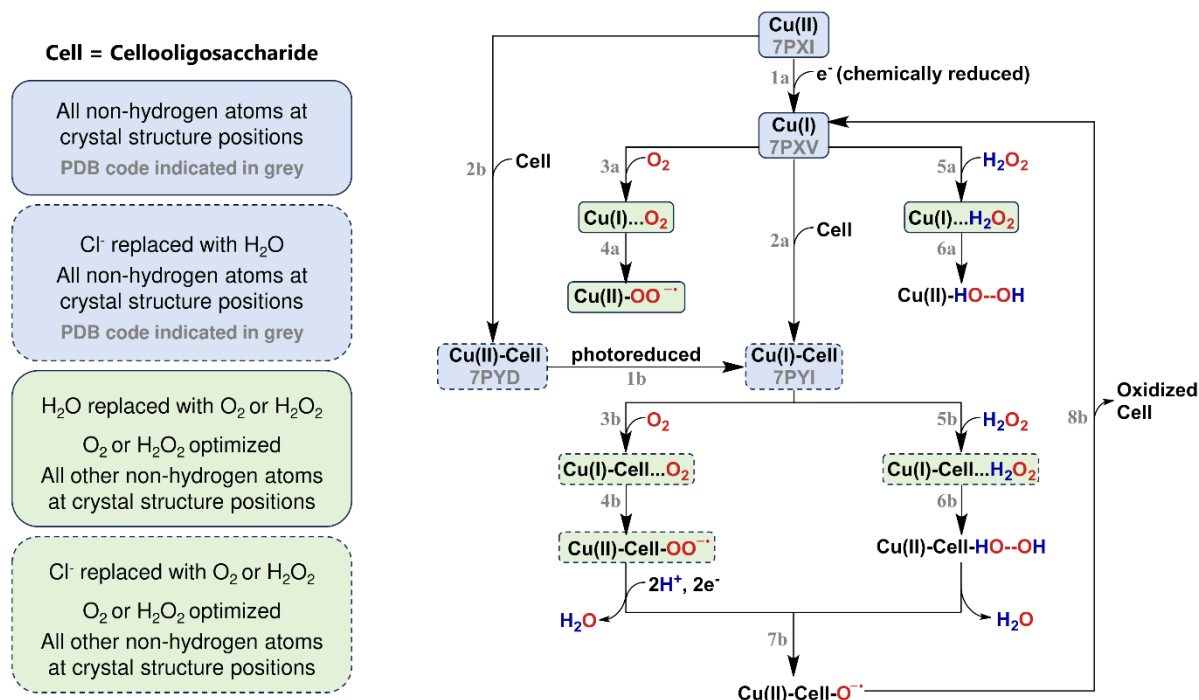 Cell = Cellooligosaccharide
All non-hydrogen atoms at
crystal structure positions
PDB code indicated in grey
Cl⁻ replaced with H₂O
All non-hydrogen atoms at
crystal structure positions
PDB code indicated in grey
H₂O replaced with O₂ or H₂O₂
O₂ or H₂O₂ optimized
All other non-hydrogen atoms
at crystal structure positions
Cl⁻ replaced with O₂ or H₂O₂
O₂ or H₂O₂ optimized
All other non-hydrogen atoms
at crystal structure positions
Cu(II)
7PXI
1a
e⁻ (chemically reduced)
Cu(I)
7PXV
2b
Cell
3a
O₂
5a
H₂O₂
Cu(I)...O₂
Cu(I)...H₂O₂
2a
Cell
4a
6a
Cu(II)-OO⁻•
Cu(II)-HO--OH
Cu(II)-Cell
7PYD
photoreduced
1b
Cu(I)-Cell
7PYI
Oxidized
Cell
8b
3b
O₂
5b
H₂O₂
Cu(I)-Cell...O₂
Cu(I)-Cell...H₂O₂
4b
6b
Cu(II)-Cell-OO⁻•
Cu(II)-Cell-HO--OH
2H⁺, 2e⁻
H₂O
H₂O
7b
Cu(II)-Cell-O⁻•